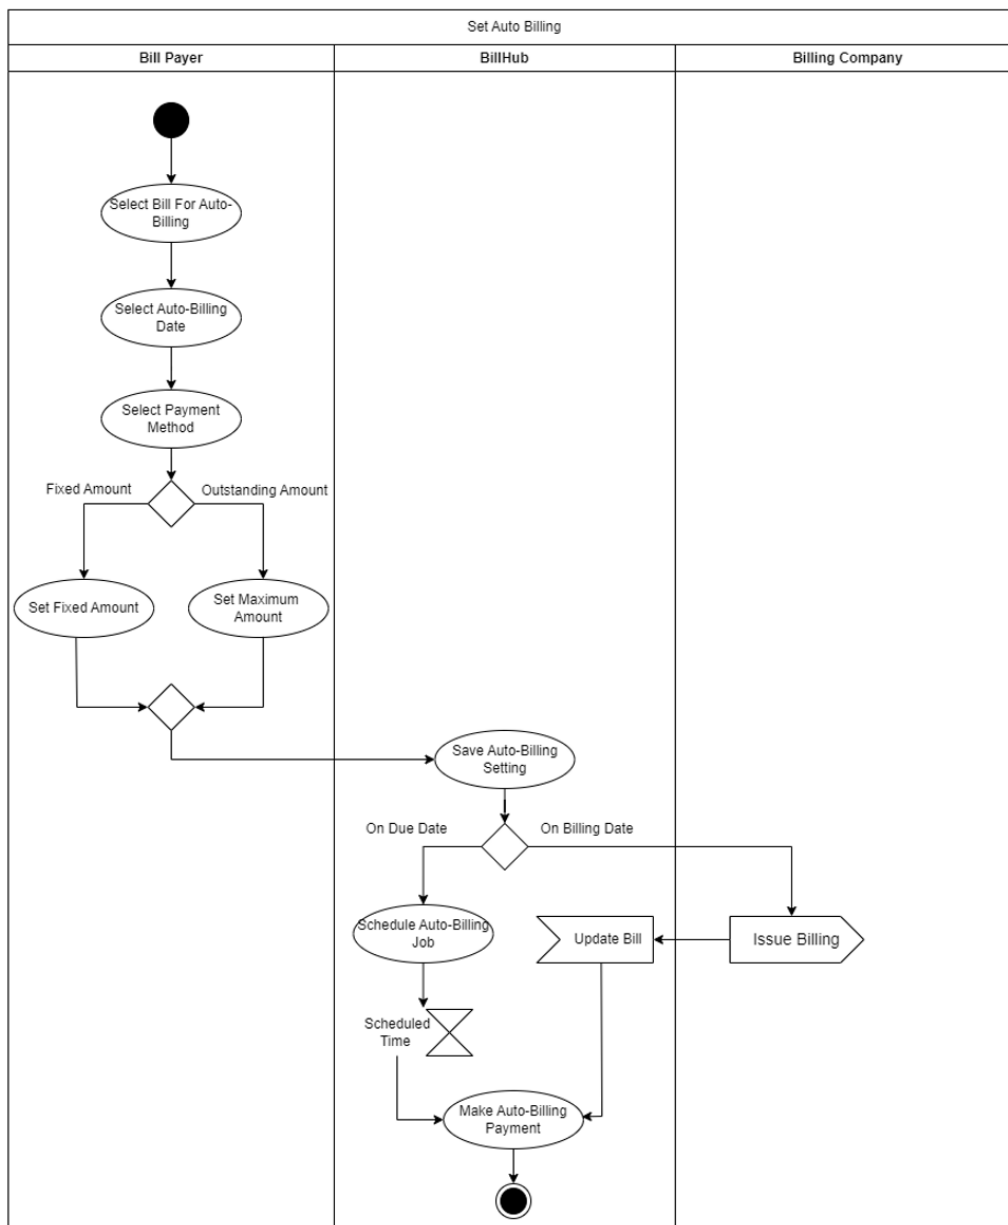 Set Auto Billing
Bill Payer
BillHub
Billing Company
Select Bill For Auto-
Billing
Select Auto-Billing
Date
Select Payment
Method
Fixed Amount
Outstanding Amount
Set Fixed Amount
Set Maximum
Amount
Save Auto-Billing
Setting
On Due Date
On Billing Date
Schedule Auto-Billing
Job
Update Bill
Issue Billing
Scheduled
Time
Make Auto-Billing
Payment